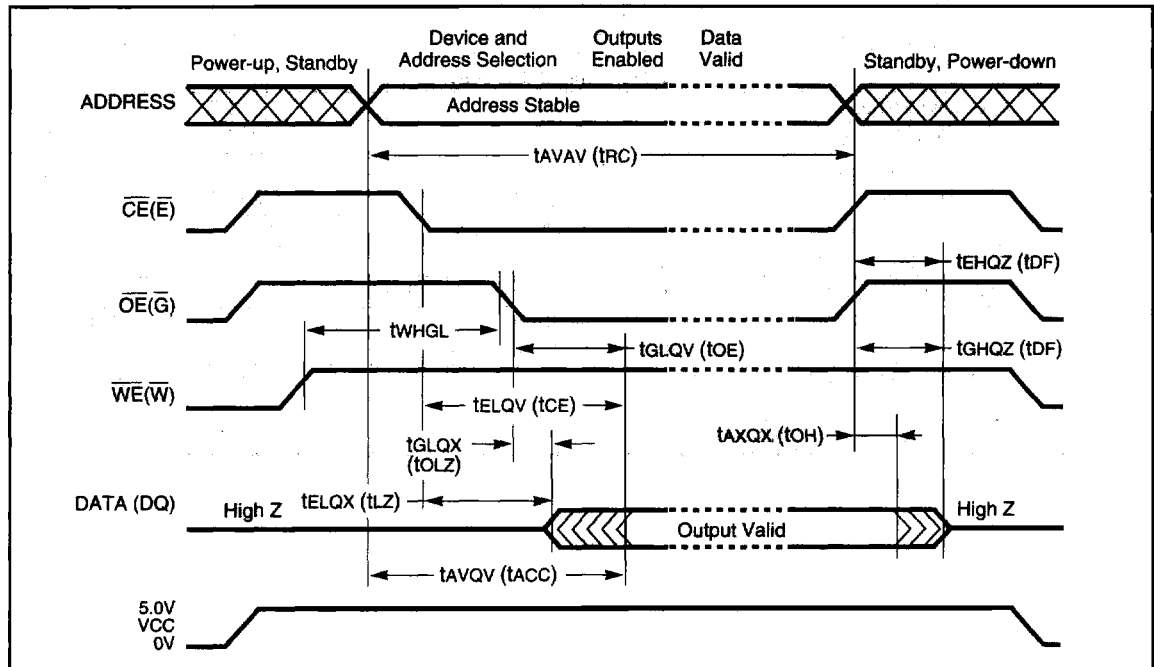 Power-up, Standby
Device and
Address Selection
Outputs
Enabled
Data
Valid
Standby, Power-down
ADDRESS
Address Stable
tAVAV (tRC)
CE(E)
tEHQZ (tDF)
OE(G)
tWHGL
tGLQV (tOE)
tGHQZ (tDF)
WE(W)
tELQV (tCE)
tGLQX
(tOLZ)
tAXQX (tOH)
tELQX (tLZ)
DATA (DQ)
High Z
Output Valid
High Z
tAVQV (tACC)
5.0V
VCC
0V